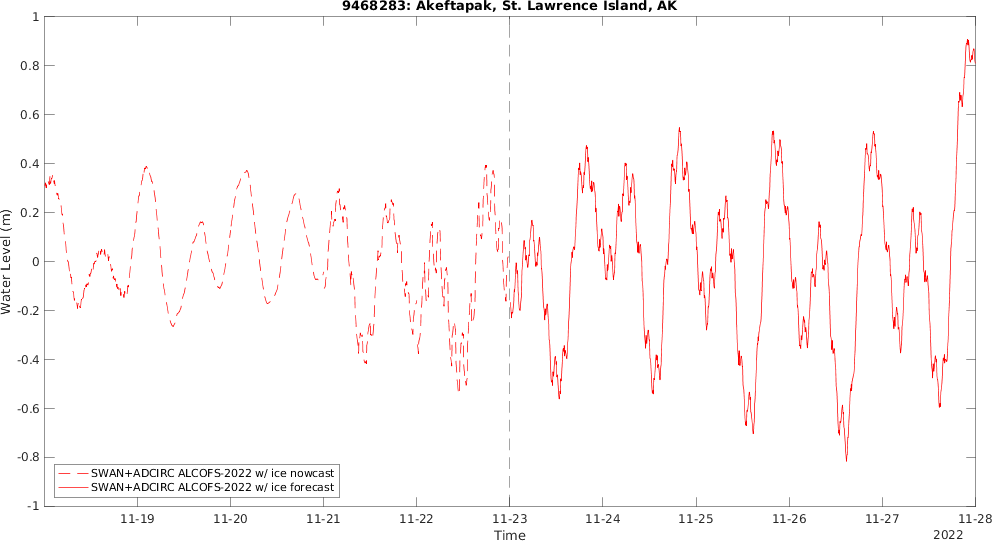 9468283: Akeftapak, St. Lawrence Island, AK
1
0.8
0.6
0.4
0.2
0
-0.2
-0.4
-0.6
-0.8
-1
Water Level (m)
SWAN+ADCIRC ALCOFS-2022 w/ ice nowcast
SWAN+ADCIRC ALCOFS-2022 w/ ice forecast
11-19 11-20 11-21 11-22 11-23 11-24 11-25 11-26 11-27 11-28
Time
2022